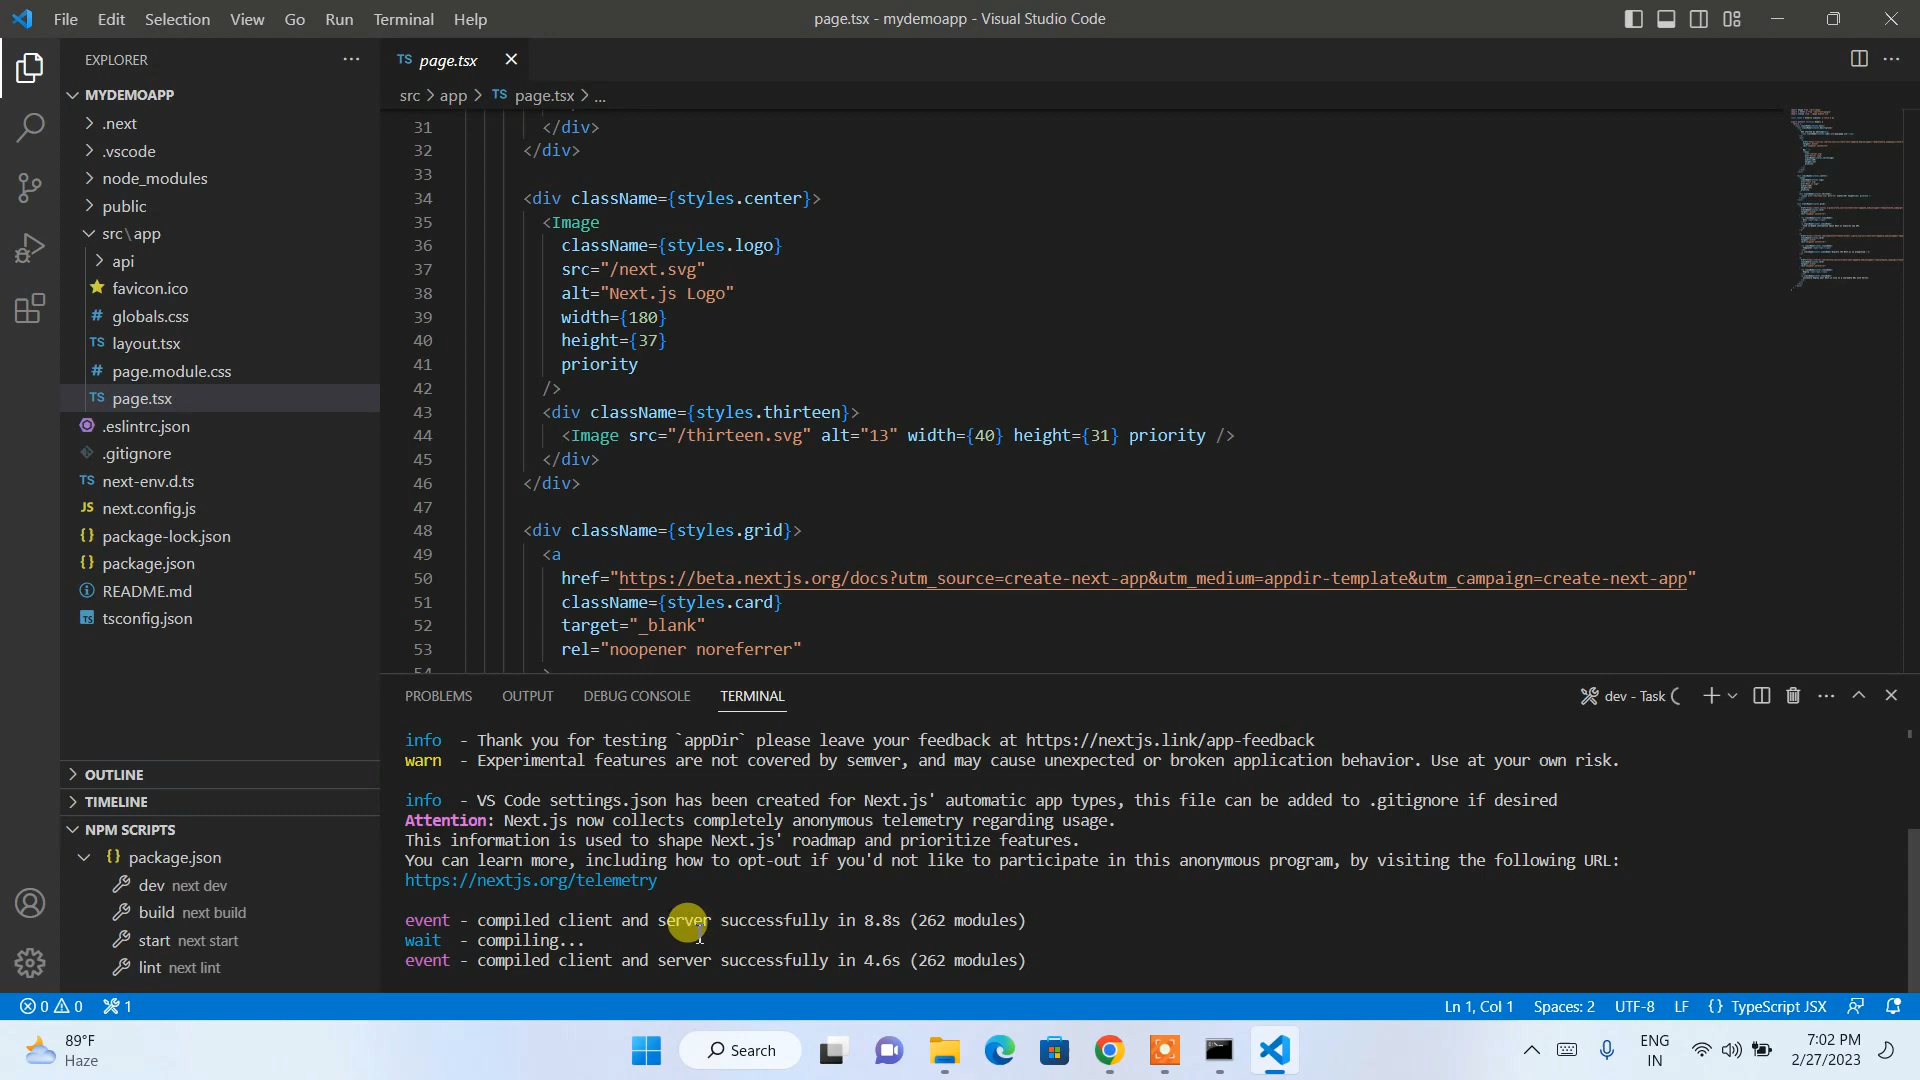 File Edit Selection View Go Run Terminal Help
page.tsx - mydemoapp - Visual Studio Code
EXPLORER
MYDEMOAPP
.next
.vscode
node_modules
public
src\app
api
favicon.ico
# globals.css
TS layout.tsx
# page.module.css
TS page.tsx
.eslintrc.json
.gitignore
TS next-env.d.ts
JS next.config.js
{} package-lock.json
{} package.json
README.md
TS tsconfig.json
OUTLINE
TIMELINE
NPM SCRIPTS
{} package.json
dev next dev
build next build
start next start
lint next lint
TS page.tsx
src > app > TS page.tsx > ...
31 </div>
32 </div>
33
34 <div className={styles.center}>
35 <Image
36 className={styles.logo}
37 src="/next.svg"
38 alt="Next.js Logo"
39 width={180}
40 height={37}
41 priority
42 />
43 <div className={styles.thirteen}>
44 <Image src="/thirteen.svg" alt="13" width={40} height={31} priority />
45 </div>
46 </div>
47
48 <div className={styles.grid}>
49 <a
50 href="https://beta.nextjs.org/docs?utm_source=create-next-app&utm_medium=appdir-template&utm_campaign=create-next-app"
51 className={styles.card}
52 target="_blank"
53 rel="noopener noreferrer"
54 >
PROBLEMS OUTPUT DEBUG CONSOLE TERMINAL
dev - Task
info - Thank you for testing `appDir` please leave your feedback at https://nextjs.link/app-feedback
warn - Experimental features are not covered by semver, and may cause unexpected or broken application behavior. Use at your own risk.
info - VS Code settings.json has been created for Next.js' automatic app types, this file can be added to .gitignore if desired
Attention: Next.js now collects completely anonymous telemetry regarding usage.
This information is used to shape Next.js' roadmap and prioritize features.
You can learn more, including how to opt-out if you'd not like to participate in this anonymous program, by visiting the following URL:
https://nextjs.org/telemetry
event - compiled client and server successfully in 8.8s (262 modules)
wait - compiling...
event - compiled client and server successfully in 4.6s (262 modules)
0 0 1
Ln 1, Col 1 Spaces: 2 UTF-8 LF {} TypeScript JSX
89°F
Haze
Search
ENG
IN
7:02 PM
2/27/2023